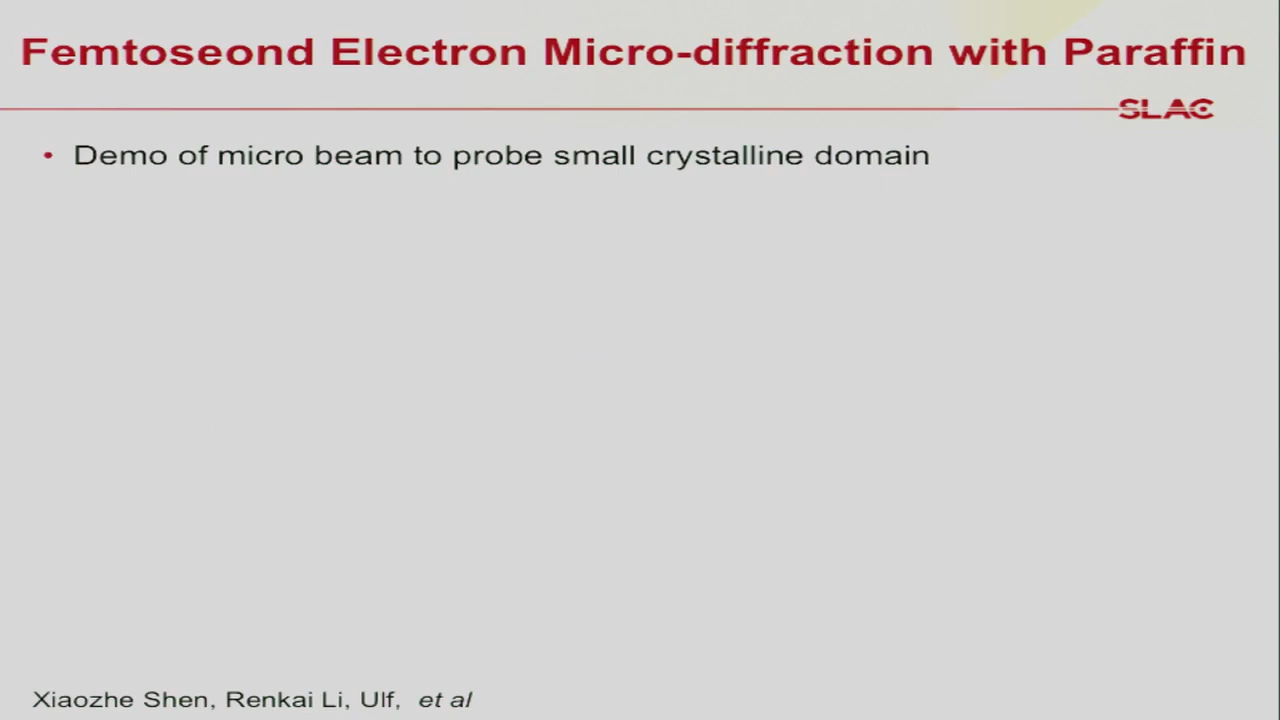 Femtoseond Electron Micro-diffraction with Paraffin
SLAC
• Demo of micro beam to probe small crystalline domain
Xiaozhe Shen, Renkai Li, Ulf, et al